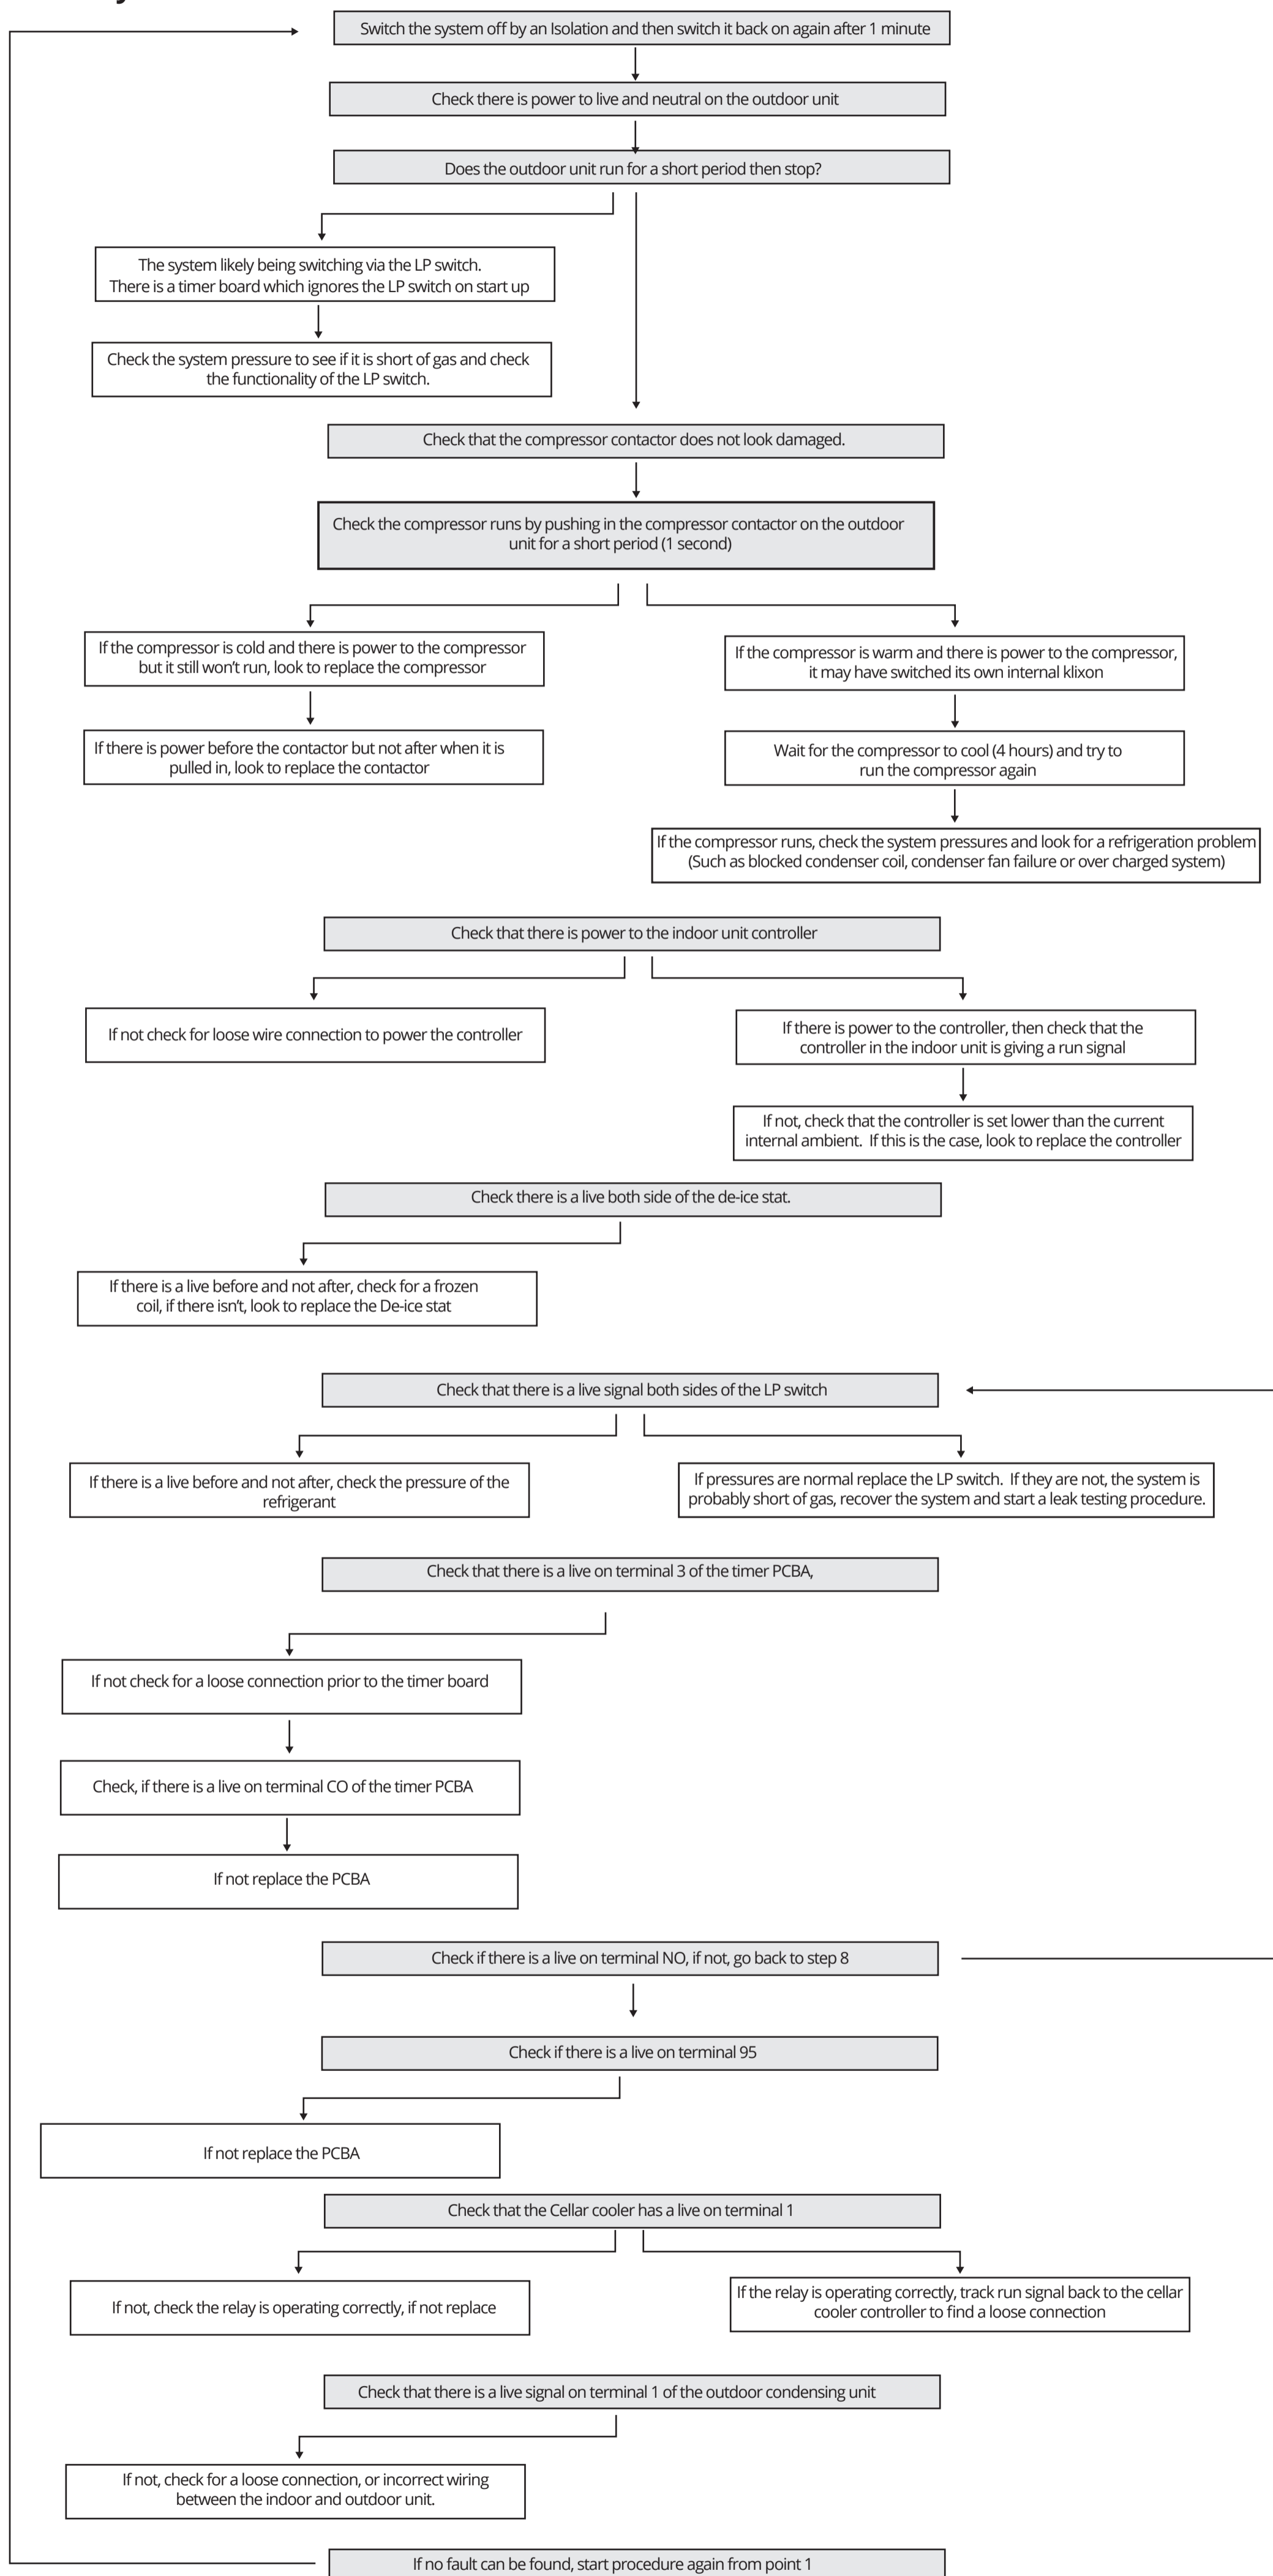 Switch the system off by an Isolation and then switch it back on again after 1 minute
Check there is power to live and neutral on the outdoor unit
Does the outdoor unit run for a short period then stop?
The system likely being switching via the LP switch.
There is a timer board which ignores the LP switch on start up
Check the system pressure to see if it is short of gas and check
the functionality of the LP switch.
Check that the compressor contactor does not look damaged.
Check the compressor runs by pushing in the compressor contactor on the outdoor
unit for a short period (1 second)
If the compressor is cold and there is power to the compressor
but it still won't run, look to replace the compressor
If the compressor is warm and there is power to the compressor,
it may have switched its own internal klixon
If there is power before the contactor but not after when it is
pulled in, look to replace the contactor
Wait for the compressor to cool (4 hours) and try to
run the compressor again
If the compressor runs, check the system pressures and look for a refrigeration problem
(Such as blocked condenser coil, condenser fan failure or over charged system)
Check that there is power to the indoor unit controller
If not check for loose wire connection to power the controller
If there is power to the controller, then check that the
controller in the indoor unit is giving a run signal
If not, check that the controller is set lower than the current
internal ambient. If this is the case, look to replace the controller
Check there is a live both side of the de-ice stat.
If there is a live before and not after, check for a frozen
coil, if there isn't, look to replace the De-ice stat
Check that there is a live signal both sides of the LP switch
If there is a live before and not after, check the pressure of the
refrigerant
If pressures are normal replace the LP switch. If they are not, the system is
probably short of gas, recover the system and start a leak testing procedure.
Check that there is a live on terminal 3 of the timer PCBA,
If not check for a loose connection prior to the timer board
Check, if there is a live on terminal CO of the timer PCBA
If not replace the PCBA
Check if there is a live on terminal NO, if not, go back to step 8
Check if there is a live on terminal 95
If not replace the PCBA
Check that the Cellar cooler has a live on terminal 1
If not, check the relay is operating correctly, if not replace
If the relay is operating correctly, track run signal back to the cellar
cooler controller to find a loose connection
Check that there is a live signal on terminal 1 of the outdoor condensing unit
If not, check for a loose connection, or incorrect wiring
between the indoor and outdoor unit.
If no fault can be found, start procedure again from point 1